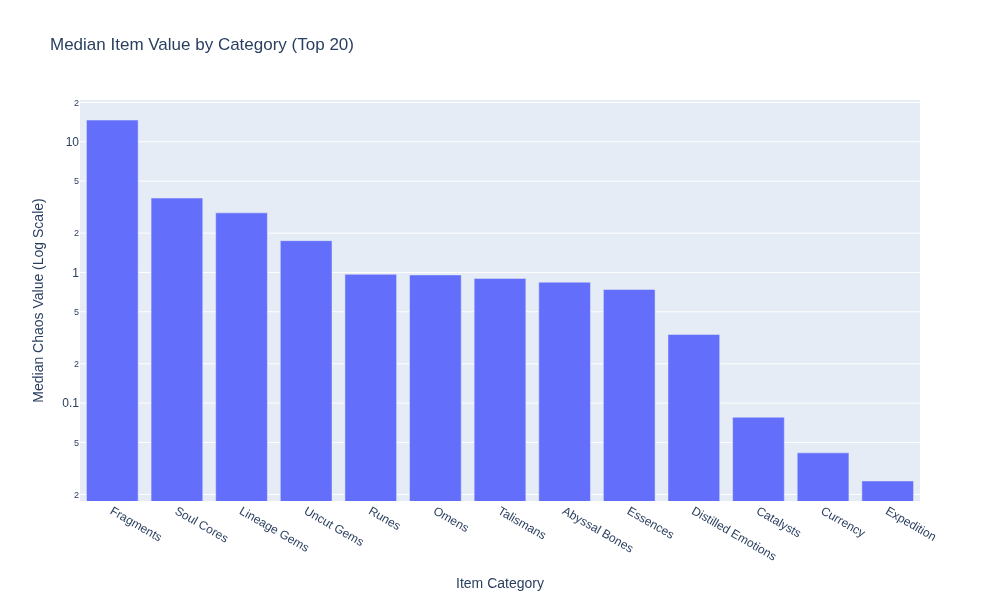 Median Item Value by Category (Top 20)
Median Chaos Value (Log Scale)
2
10
5
2
1
5
2
0.1
5
2
Fragments
Soul Cores
Lineage Gems
Uncut Gems
Runes
Omens
Talismans
Abyssal Bones
Essences
Distilled Emotions
Catalysts
Currency
Expedition
Item Category